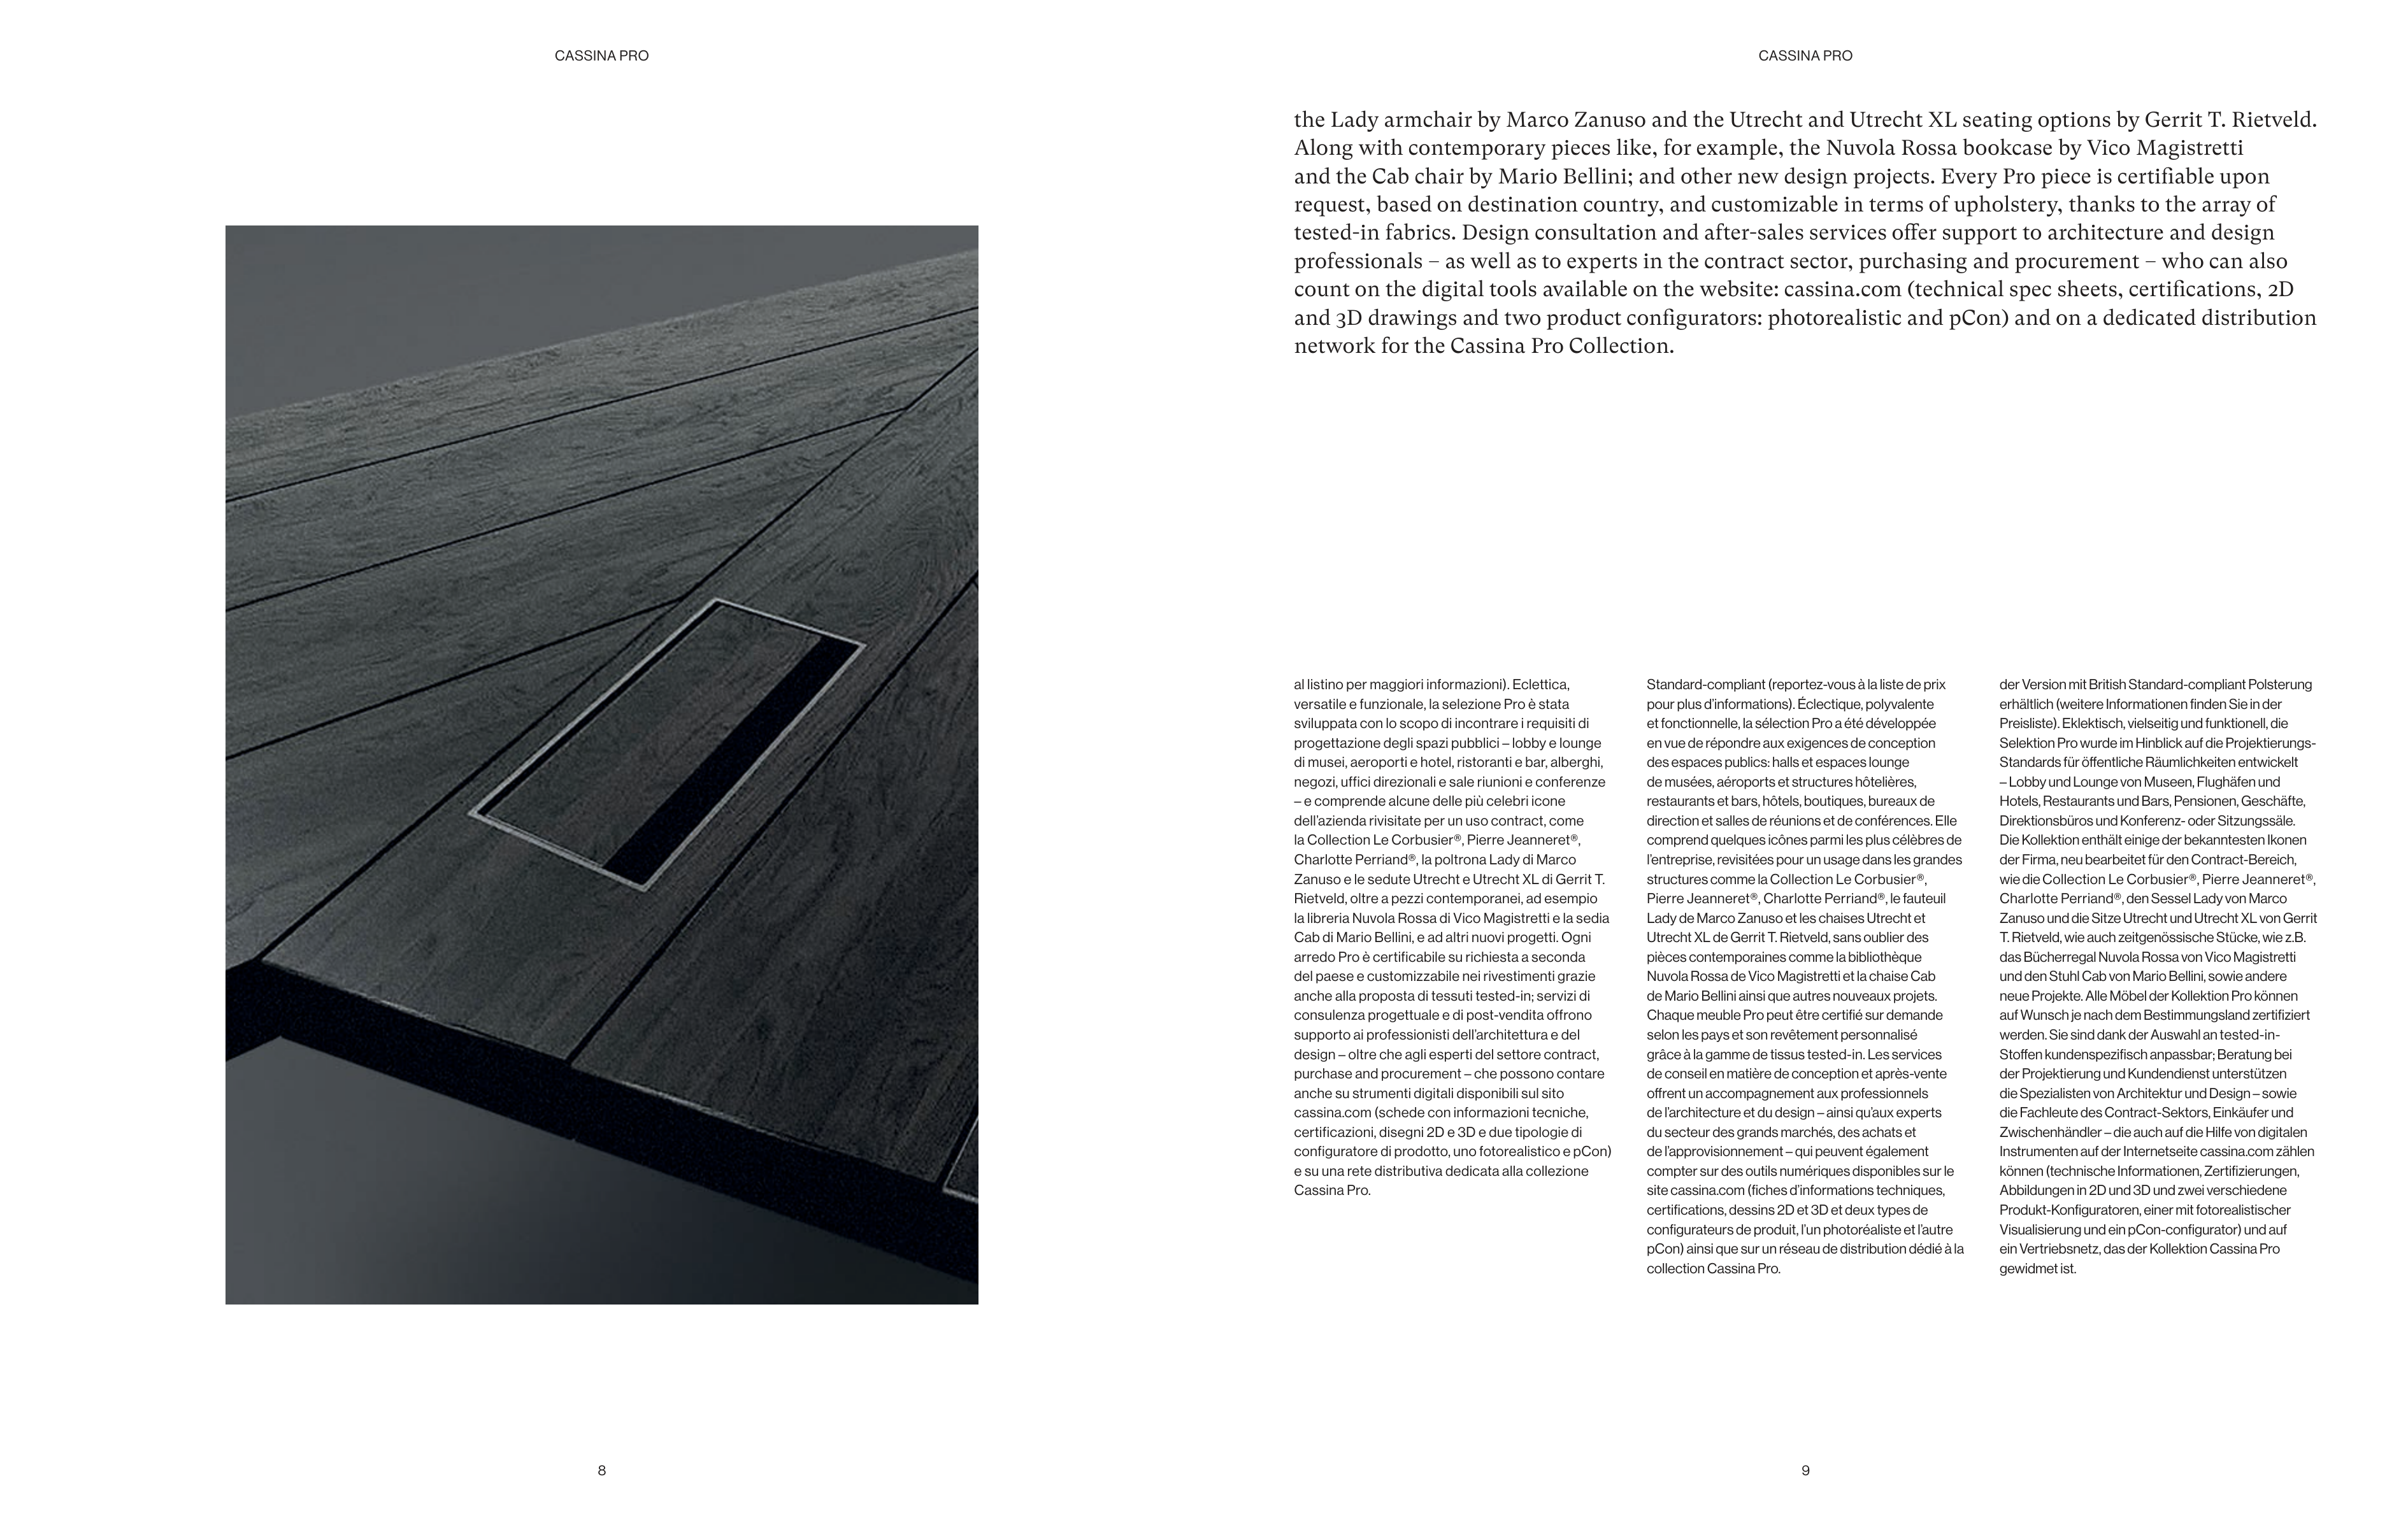 CASSINA PRO
8
CASSINA PRO
the Lady armchair by Marco Zanuso and the Utrecht and Utrecht XL seating options by Gerrit T. Rietveld.
Along with contemporary pieces like, for example, the Nuvola Rossa bookcase by Vico Magistretti
and the Cab chair by Mario Bellini; and other new design projects. Every Pro piece is certifiable upon
request, based on destination country, and customizable in terms of upholstery, thanks to the array of
tested-in fabrics. Design consultation and after-sales services offer support to architecture and design
professionals – as well as to experts in the contract sector, purchasing and procurement – who can also
count on the digital tools available on the website: cassina.com (technical spec sheets, certifications, 2D
and 3D drawings and two product configurators: photorealistic and pCon) and on a dedicated distribution
network for the Cassina Pro Collection.
al listino per maggiori informazioni). Eclettica,
versatile e funzionale, la selezione Pro è stata
sviluppata con lo scopo di incontrare i requisiti di
progettazione degli spazi pubblici – lobby e lounge
di musei, aeroporti e hotel, ristoranti e bar, alberghi,
negozi, uffici direzionali e sale riunioni e conferenze
– e comprende alcune delle più celebri icone
dell’azienda rivisitate per un uso contract, come
la Collection Le Corbusier®, Pierre Jeanneret®,
Charlotte Perriand®, la poltrona Lady di Marco
Zanuso e le sedute Utrecht e Utrecht XL di Gerrit T.
Rietveld, oltre a pezzi contemporanei, ad esempio
la libreria Nuvola Rossa di Vico Magistretti e la sedia
Cab di Mario Bellini, e ad altri nuovi progetti. Ogni
arredo Pro è certificabile su richiesta a seconda
del paese e customizzabile nei rivestimenti grazie
anche alla proposta di tessuti tested-in; servizi di
consulenza progettuale e di post-vendita offrono
supporto ai professionisti dell’architettura e del
design – oltre che agli esperti del settore contract,
purchase and procurement – che possono contare
anche su strumenti digitali disponibili sul sito
cassina.com (schede con informazioni tecniche,
certificazioni, disegni 2D e 3D e due tipologie di
configuratore di prodotto, uno fotorealistico e pCon)
e su una rete distributiva dedicata alla collezione
Cassina Pro.
Standard-compliant (reportez-vous à la liste de prix
pour plus d’informations). Éclectique, polyvalente
et fonctionnelle, la sélection Pro a été développée
en vue de répondre aux exigences de conception
des espaces publics: halls et espaces lounge
de musées, aéroports et structures hôtelières,
restaurants et bars, hôtels, boutiques, bureaux de
direction et salles de réunions et de conférences. Elle
comprend quelques icônes parmi les plus célèbres de
l’entreprise, revisitées pour un usage dans les grandes
structures comme la Collection Le Corbusier®,
Pierre Jeanneret®, Charlotte Perriand®, le fauteuil
Lady de Marco Zanuso et les chaises Utrecht et
Utrecht XL de Gerrit T. Rietveld, sans oublier des
pièces contemporaines comme la bibliothèque
Nuvola Rossa de Vico Magistretti et la chaise Cab
de Mario Bellini ainsi que autres nouveaux projets.
Chaque meuble Pro peut être certifié sur demande
selon les pays et son revêtement personnalisé
grâce à la gamme de tissus tested-in. Les services
de conseil en matière de conception et après-vente
offrent un accompagnement aux professionnels
de l’architecture et du design – ainsi qu’aux experts
du secteur des grands marchés, des achats et
de l’approvisionnement – qui peuvent également
compter sur des outils numériques disponibles sur le
site cassina.com (fiches d’informations techniques,
certifications, dessins 2D et 3D et deux types de
configurateurs de produit, l’un photoréaliste et l’autre
pCon) ainsi que sur un réseau de distribution dédié à la
collection Cassina Pro.
der Version mit British Standard-compliant Polsterung
erhältlich (weitere Informationen finden Sie in der
Preisliste). Eklektisch, vielseitig und funktionell, die
Selektion Pro wurde im Hinblick auf die Projektierungs-
Standards für öffentliche Räumlichkeiten entwickelt
– Lobby und Lounge von Museen, Flughäfen und
Hotels, Restaurants und Bars, Pensionen, Geschäfte,
Direktionsbüros und Konferenz- oder Sitzungssäle.
Die Kollektion enthält einige der bekanntesten Ikonen
der Firma, neu bearbeitet für den Contract-Bereich,
wie die Collection Le Corbusier®, Pierre Jeanneret®,
Charlotte Perriand®, den Sessel Lady von Marco
Zanuso und die Sitze Utrecht und Utrecht XL von Gerrit
T. Rietveld, wie auch zeitgenössische Stücke, wie z.B.
das Bücherregal Nuvola Rossa von Vico Magistretti
und den Stuhl Cab von Mario Bellini, sowie andere
neue Projekte. Alle Möbel der Kollektion Pro können
auf Wunsch je nach dem Bestimmungsland zertifiziert
werden. Sie sind dank der Auswahl an tested-in-
Stoffen kundenspezifisch anpassbar; Beratung bei
der Projektierung und Kundendienst unterstützen
die Spezialisten von Architektur und Design – sowie
die Fachleute des Contract-Sektors, Einkäufer und
Zwischenhändler – die auch auf die Hilfe von digitalen
Instrumenten auf der Internetseite cassina.com zählen
können (technische Informationen, Zertifizierungen,
Abbildungen in 2D und 3D und zwei verschiedene
Produkt-Konfiguratoren, einer mit fotorealistischer
Visualisierung und ein pCon-configurator) und auf
ein Vertriebsnetz, das der Kollektion Cassina Pro
gewidmet ist.
9